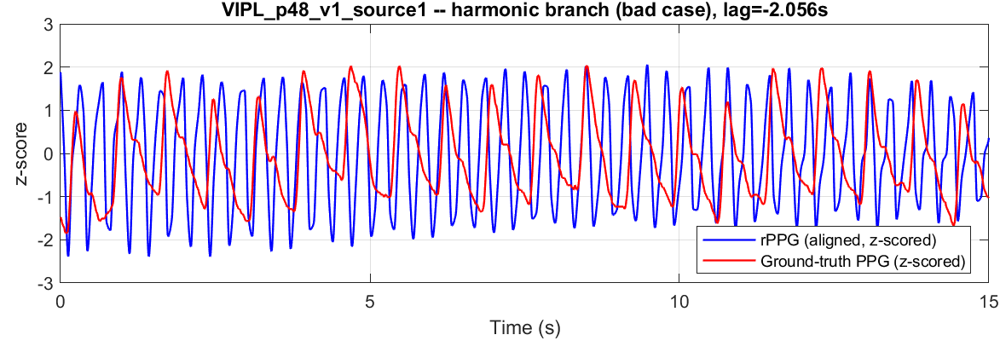 VIPL_p48_v1_source1 -- harmonic branch (bad case), lag=-2.056s
3
2
1
0
-1
-2
-3
z-score
0
5
10
15
Time (s)
rPPG (aligned, z-scored)
Ground-truth PPG (z-scored)